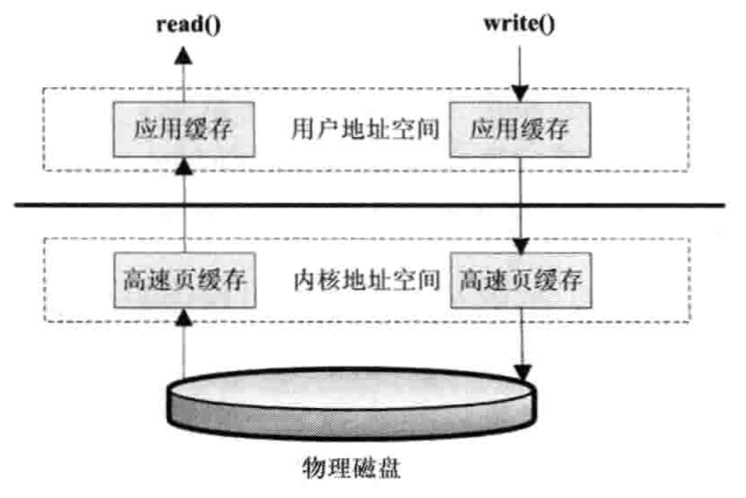 read() write()
应用缓存 用户地址空间 应用缓存
高速页缓存 内核地址空间 高速页缓存
物理磁盘